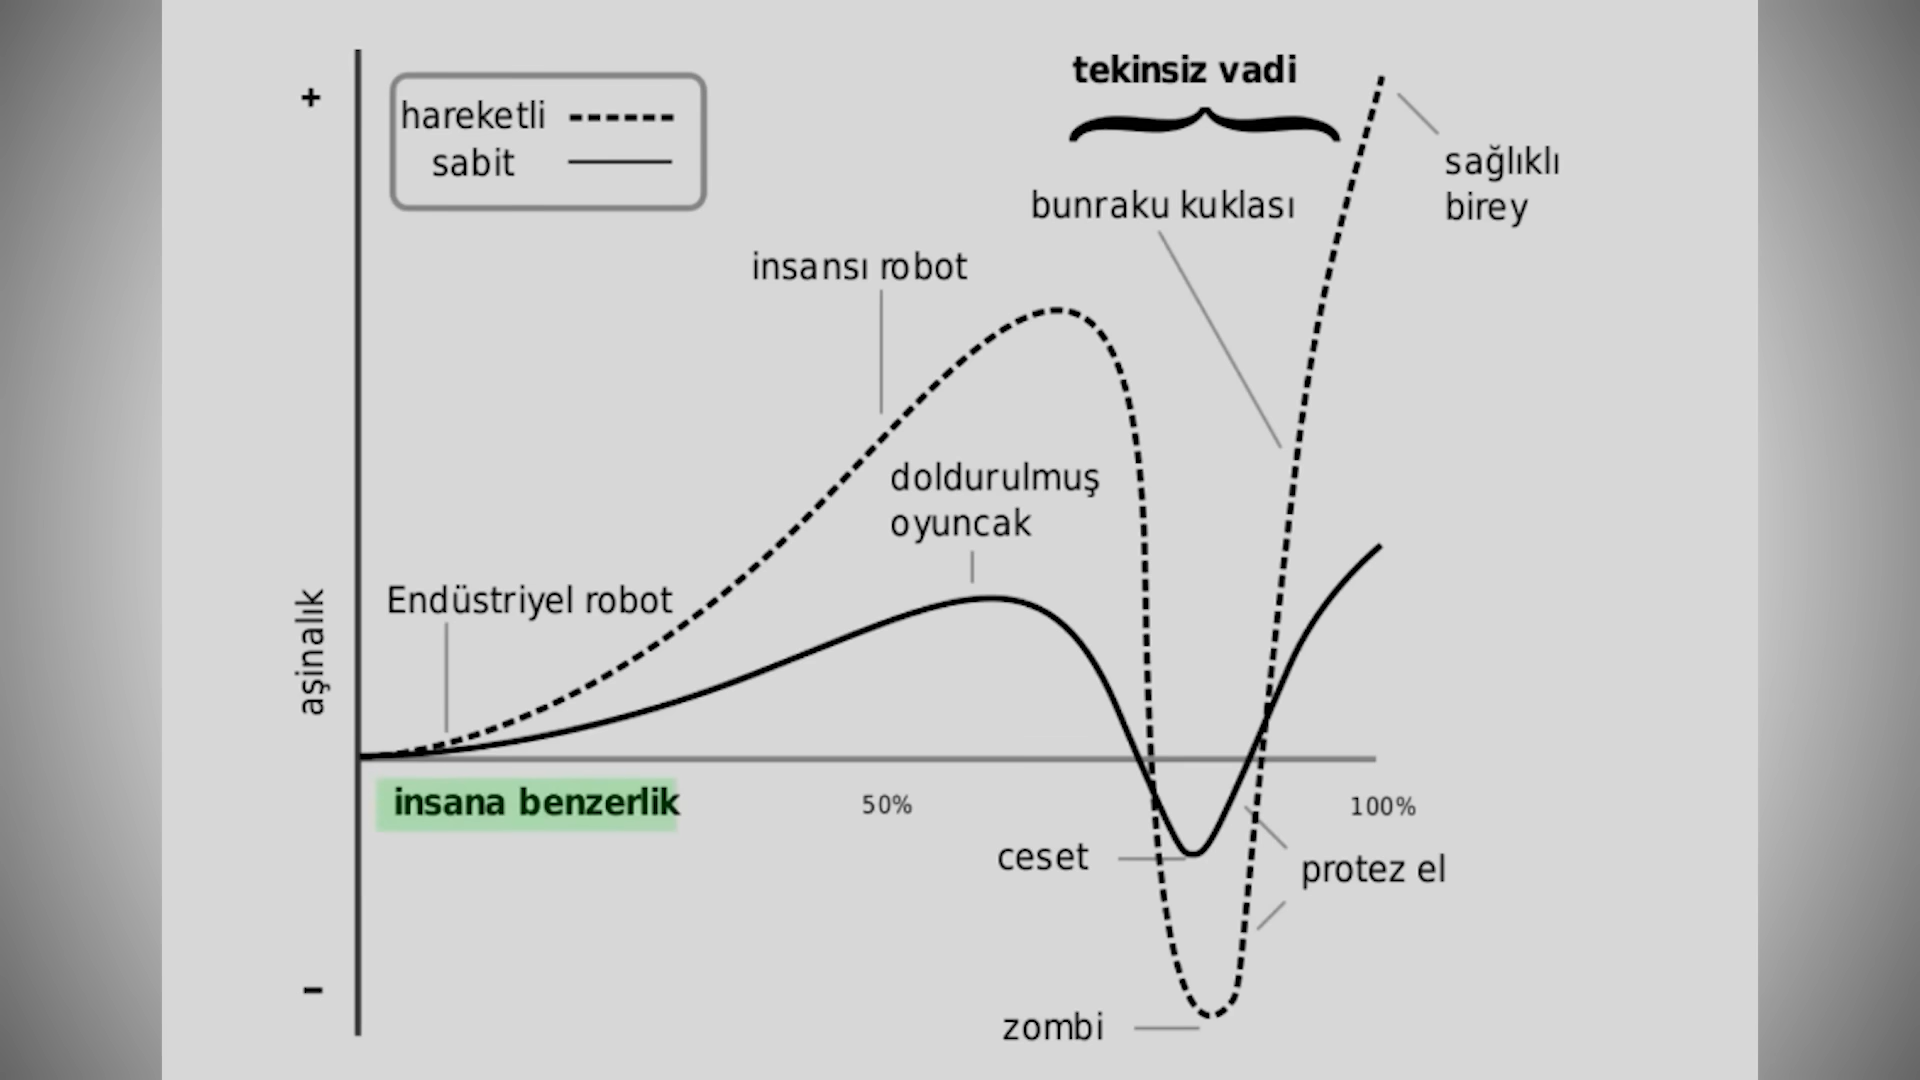 +
hareketli
sabit
tekinsiz vadi
sağlıklı
birey
bunraku kuklası
insansı robot
doldurulmuş
oyuncak
Endüstriyel robot
aşinalık
insana benzerlik
50%
100%
ceset
protez el
–
zombi